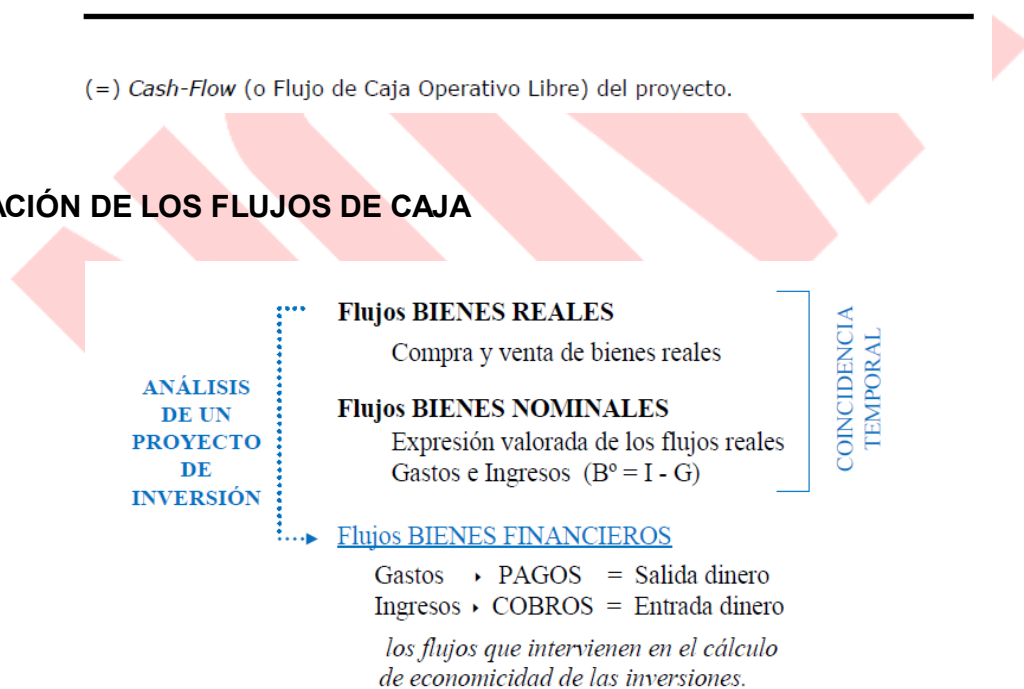 (=) Cash-Flow (o Flujo de Caja Operativo Libre) del proyecto.
ACIÓN DE LOS FLUJOS DE CAJA
ANÁLISIS
DE UN
PROYECTO
DE
INVERSIÓN
Flujos BIENES REALES
Compra y venta de bienes reales
Flujos BIENES NOMINALES
Expresión valorada de los flujos reales
Gastos e Ingresos (Bº = I - G)
COINCIDENCIA
TEMPORAL
Flujos BIENES FINANCIEROS
Gastos ‣ PAGOS = Salida dinero
Ingresos ‣ COBROS = Entrada dinero
los flujos que intervienen en el cálculo
de economicidad de las inversiones.